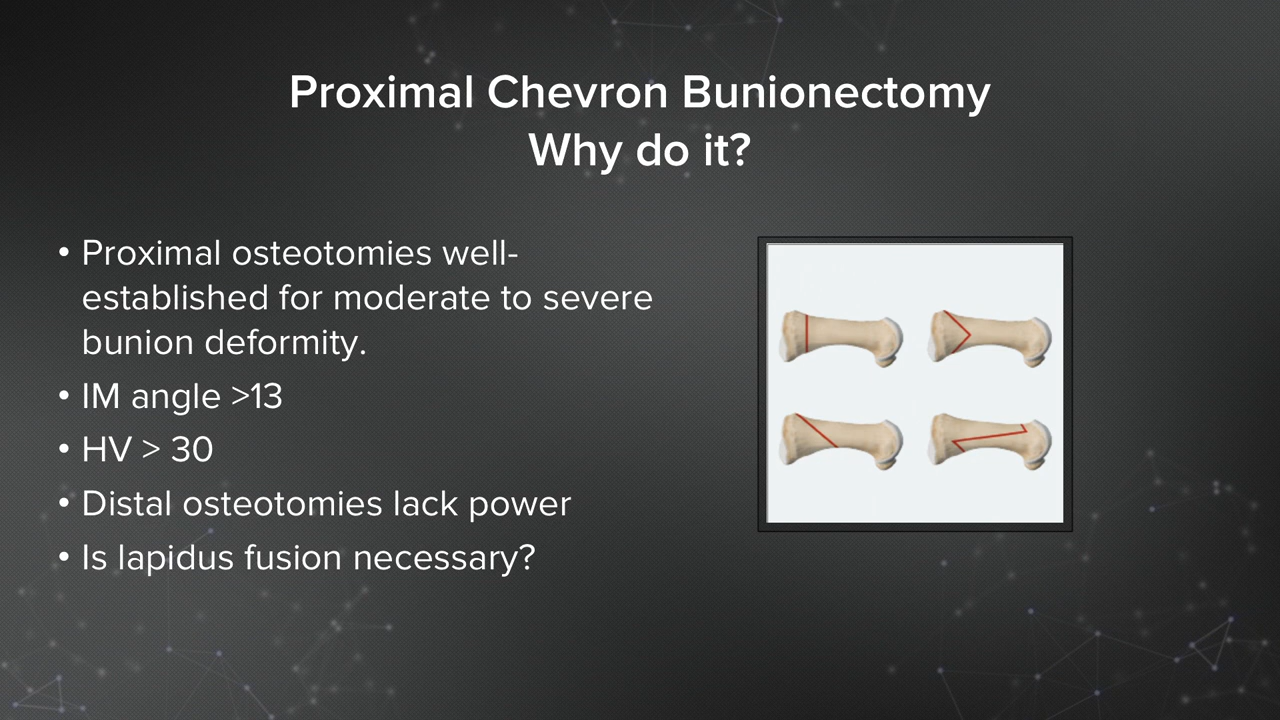 Proximal Chevron Bunionectomy
Why do it?
• Proximal osteotomies well-
established for moderate to severe
bunion deformity.
• IM angle >13
• HV > 30
• Distal osteotomies lack power
• Is lapidus fusion necessary?